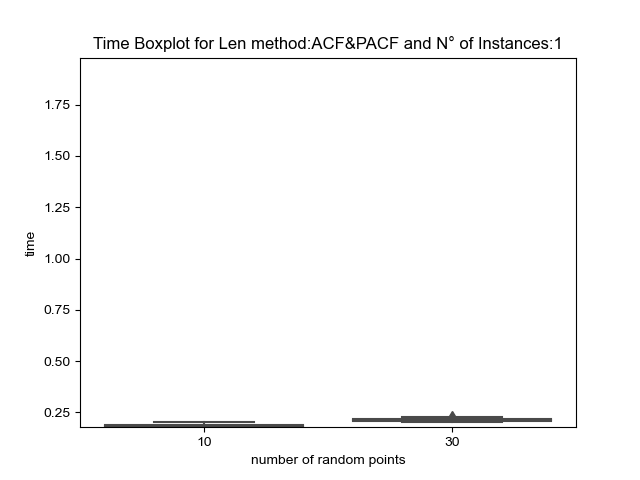 Time Boxplot for Len method:ACF&PACF and N° of Instances:1
1.75
1.50
1.25
1.00
0.75
0.50
0.25
time
10 30
number of random points